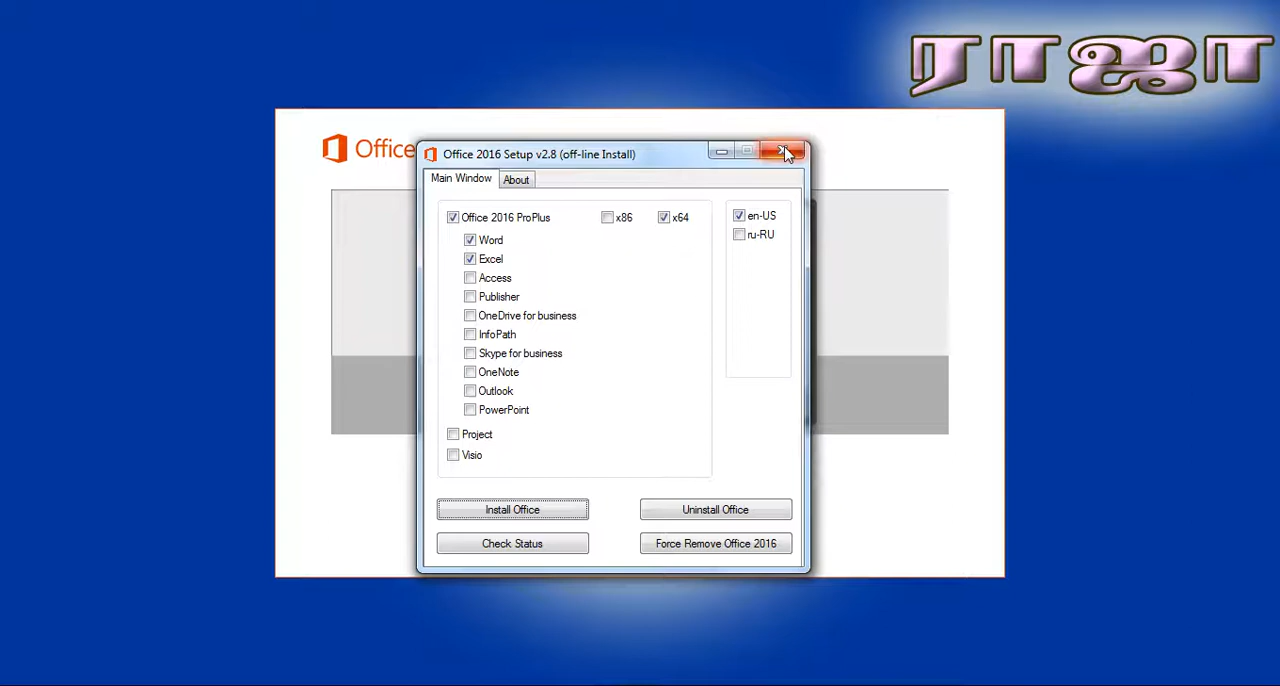 ராஜா
Office
Office 2016 Setup v2.8 (off-line Install)
Main Window
About
Office 2016 ProPlus
x86
x64
en-US
ru-RU
Word
Excel
Access
Publisher
OneDrive for business
InfoPath
Skype for business
OneNote
Outlook
PowerPoint
Project
Visio
Install Office
Uninstall Office
Check Status
Force Remove Office 2016